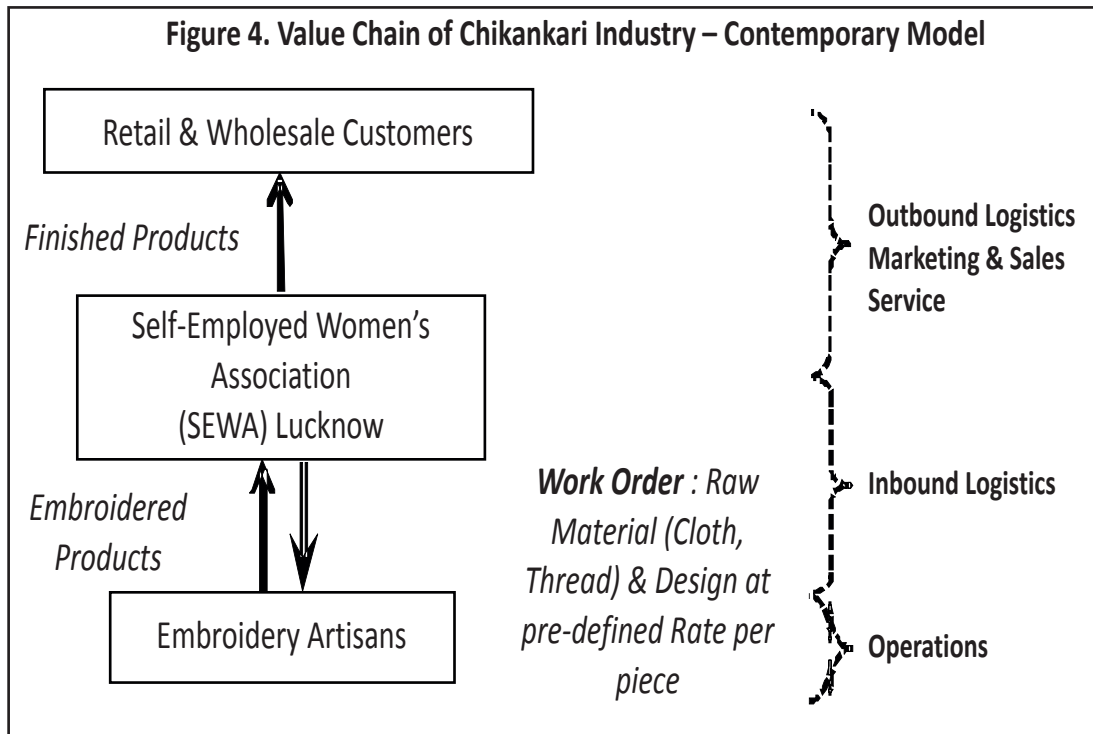 Figure 4. Value Chain of Chikankari Industry – Contemporary Model
Retail & Wholesale Customers
Finished Products
Outbound Logistics
Marketing & Sales
Service
Self-Employed Women’s
Association
(SEWA) Lucknow
Embroidered
Products
Work Order : Raw
Material (Cloth,
Thread) & Design at
pre-defined Rate per
piece
Inbound Logistics
Embroidery Artisans
Operations